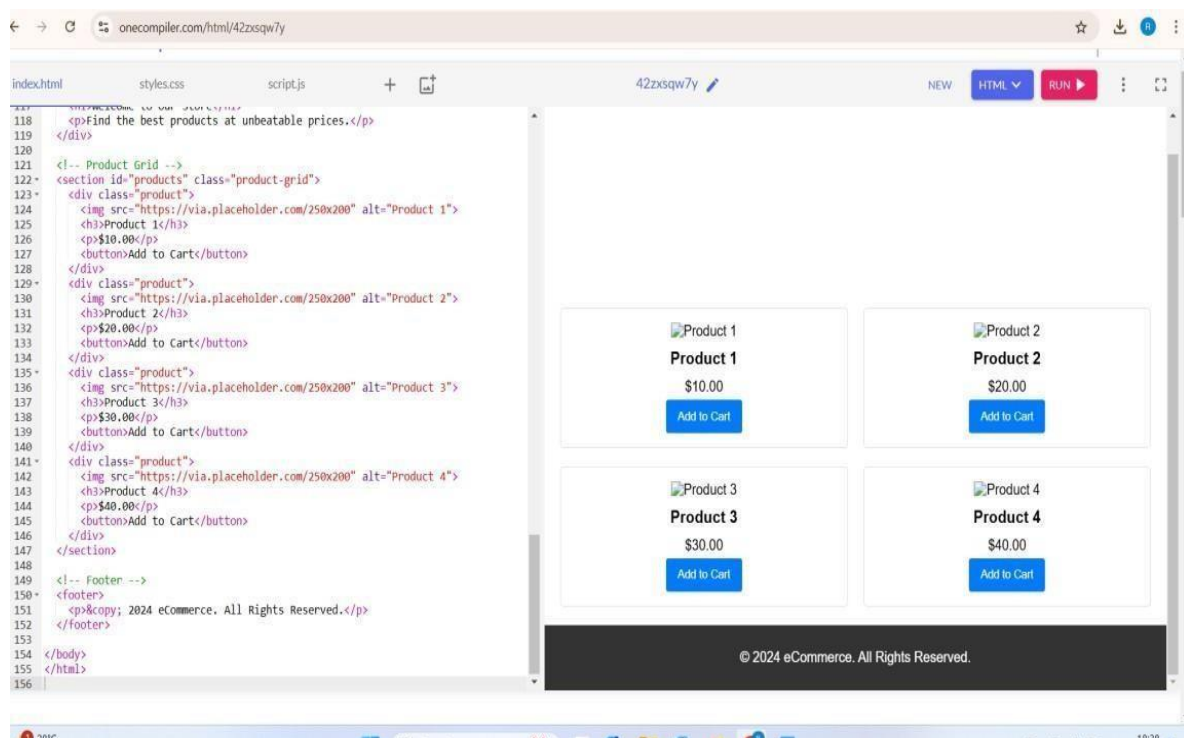 onecompiler.com/html/42zxsqw7y
R
index.html styles.css script.js + 42zxsqw7y NEW HTML RUN
117 <h1>Welcome to Our Store</h1>
118 <p>Find the best products at unbeatable prices.</p>
119 </div>
120
121 <!-- Product Grid -->
122 <section id="products" class="product-grid">
123 <div class="product">
124 <img src="https://via.placeholder.com/250x200" alt="Product 1">
125 <h3>Product 1</h3>
126 <p>$10.00</p>
127 <button>Add to Cart</button>
128 </div>
129 <div class="product">
130 <img src="https://via.placeholder.com/250x200" alt="Product 2">
131 <h3>Product 2</h3>
132 <p>$20.00</p>
133 <button>Add to Cart</button>
134 </div>
135 <div class="product">
136 <img src="https://via.placeholder.com/250x200" alt="Product 3">
137 <h3>Product 3</h3>
138 <p>$30.00</p>
139 <button>Add to Cart</button>
140 </div>
141 <div class="product">
142 <img src="https://via.placeholder.com/250x200" alt="Product 4">
143 <h3>Product 4</h3>
144 <p>$40.00</p>
145 <button>Add to Cart</button>
146 </div>
147 </section>
148
149 <!-- Footer -->
150 <footer>
151 <p>&copy; 2024 eCommerce. All Rights Reserved.</p>
152 </footer>
153
154 </body>
155 </html>
156
Product 1 Product 2
Product 1 Product 2
$10.00 $20.00
Add to Cart Add to Cart
Product 3 Product 4
Product 3 Product 4
$30.00 $40.00
Add to Cart Add to Cart
© 2024 eCommerce. All Rights Reserved.